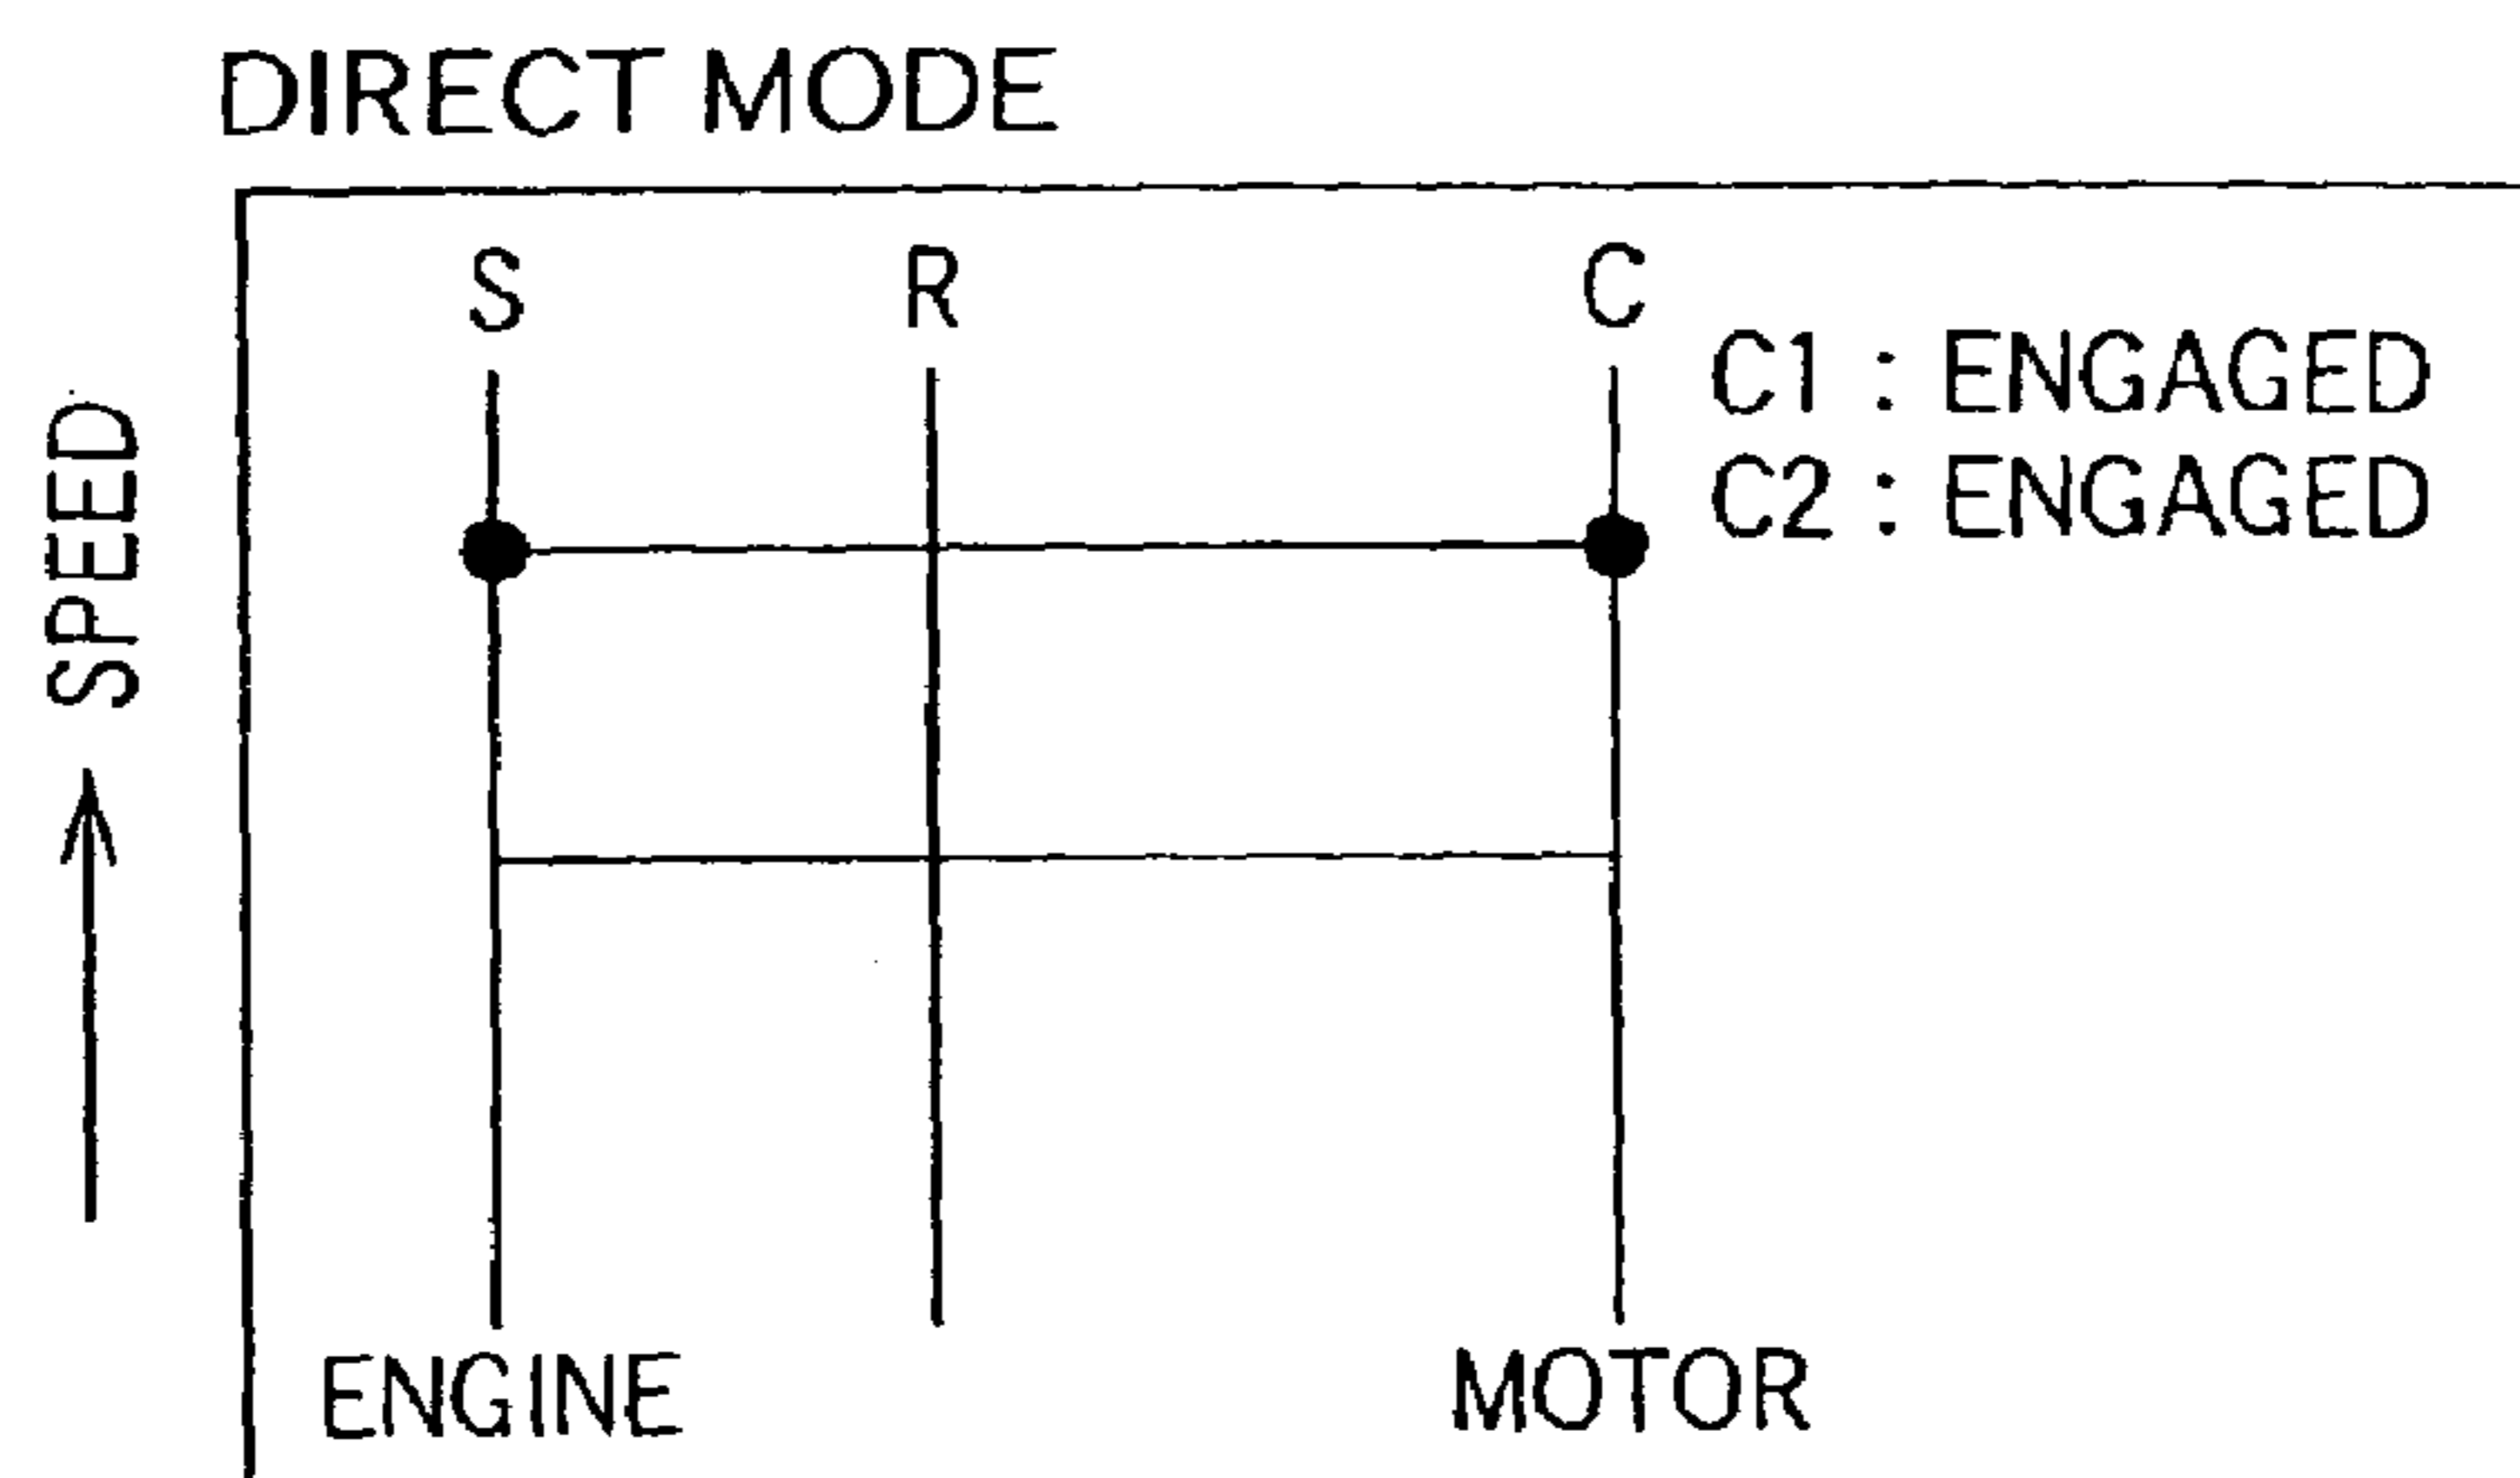 DIRECT MODE
S R C
C1 : ENGAGED
C2 : ENGAGED
SPEED
ENGINE MOTOR